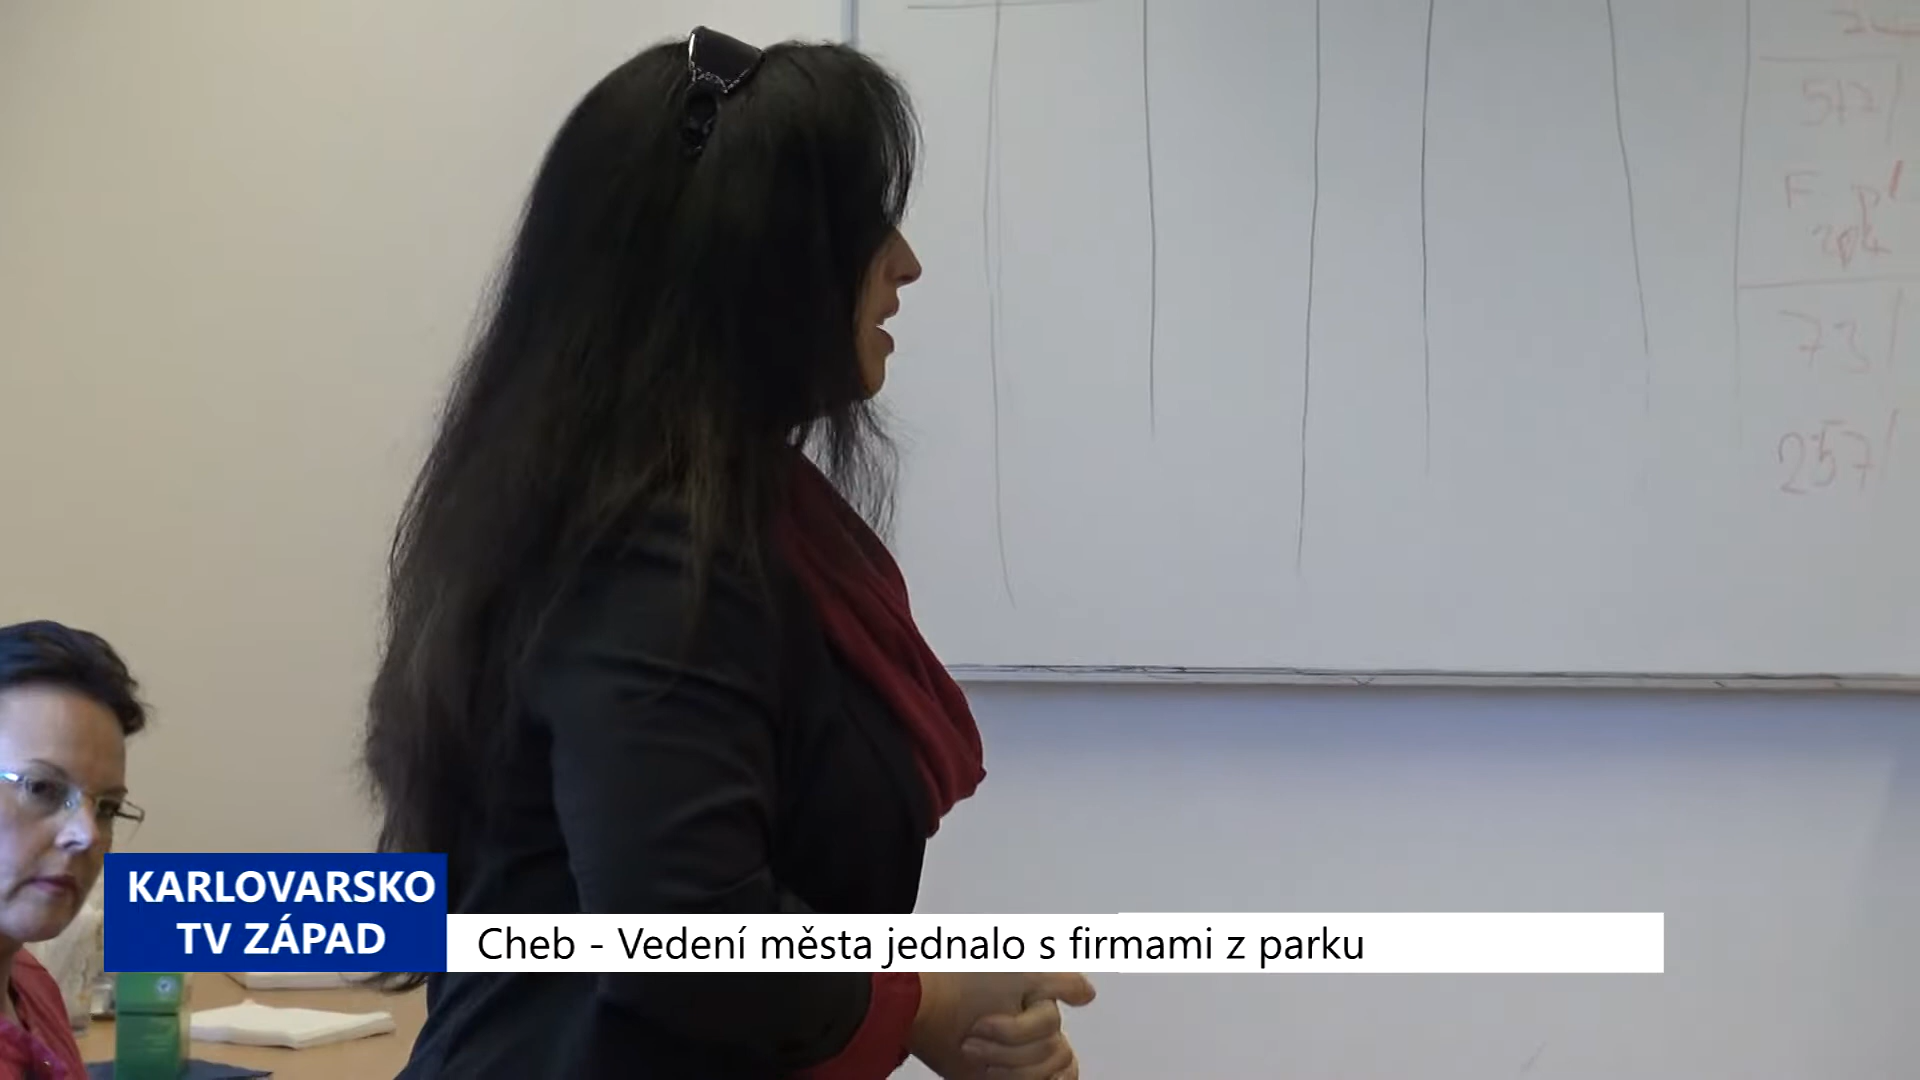 517
F
73
257
KARLOVARSKO
TV ZÁPAD
Cheb - Vedení města jednalo s firmami z parku